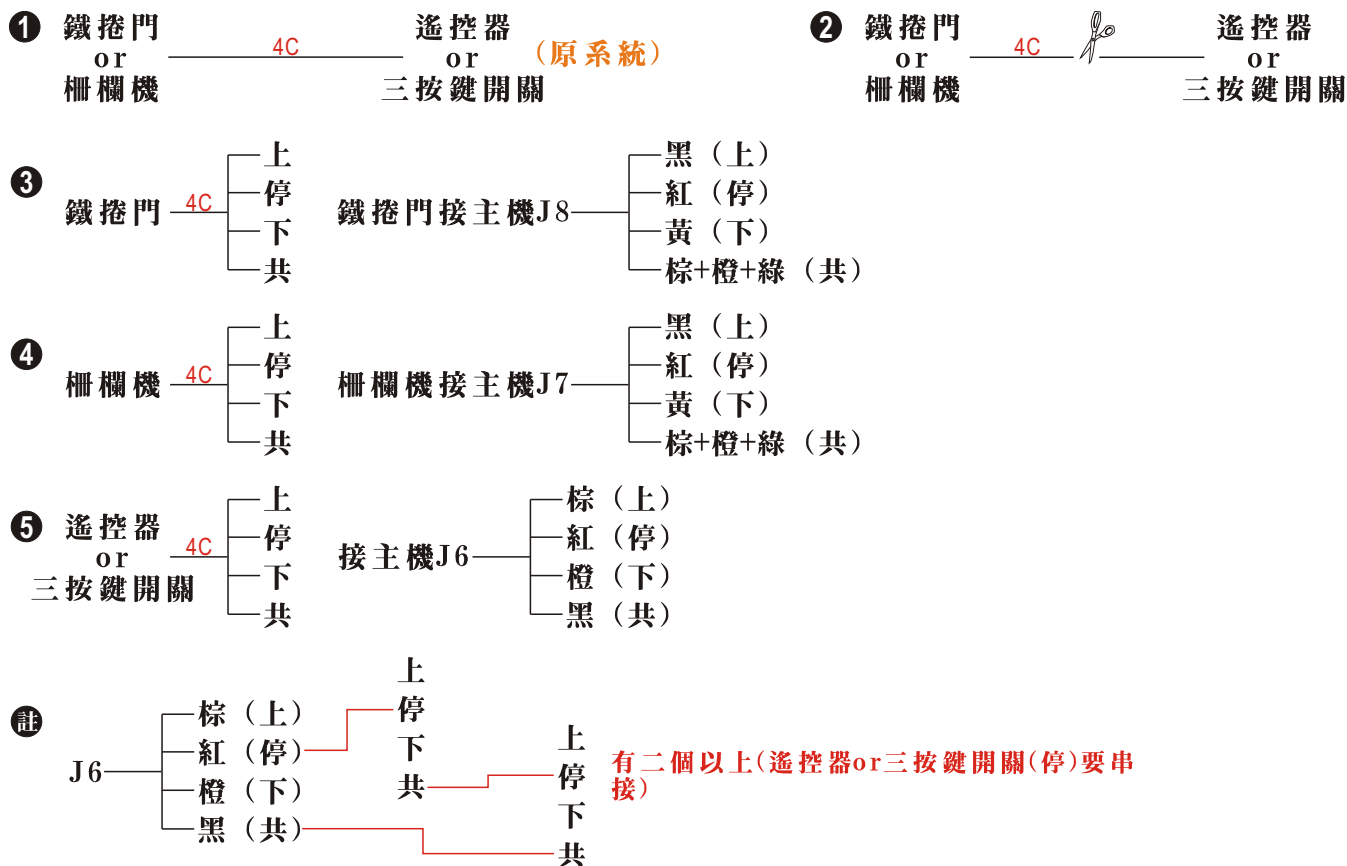 1
鐵捲門
or
柵欄機
4C
遙控器
or
三按鍵開關
(原系統)
2
鐵捲門
or
柵欄機
4C
遙控器
or
三按鍵開關
3
鐵捲門
4C
上
停
下
共
鐵捲門接主機J8
黑（上）
紅（停）
黃（下）
棕+橙+綠（共）
4
柵欄機
4C
上
停
下
共
柵欄機接主機J7
黑（上）
紅（停）
黃（下）
棕+橙+綠（共）
5
遙控器
or
三按鍵開關
4C
上
停
下
共
接主機J6
棕（上）
紅（停）
橙（下）
黑（共）
註
J6
棕（上）
紅（停）
橙（下）
黑（共）
上
停
下
共
上
停
下
共
有二個以上(遙控器or三按鍵開關(停)要串
接)